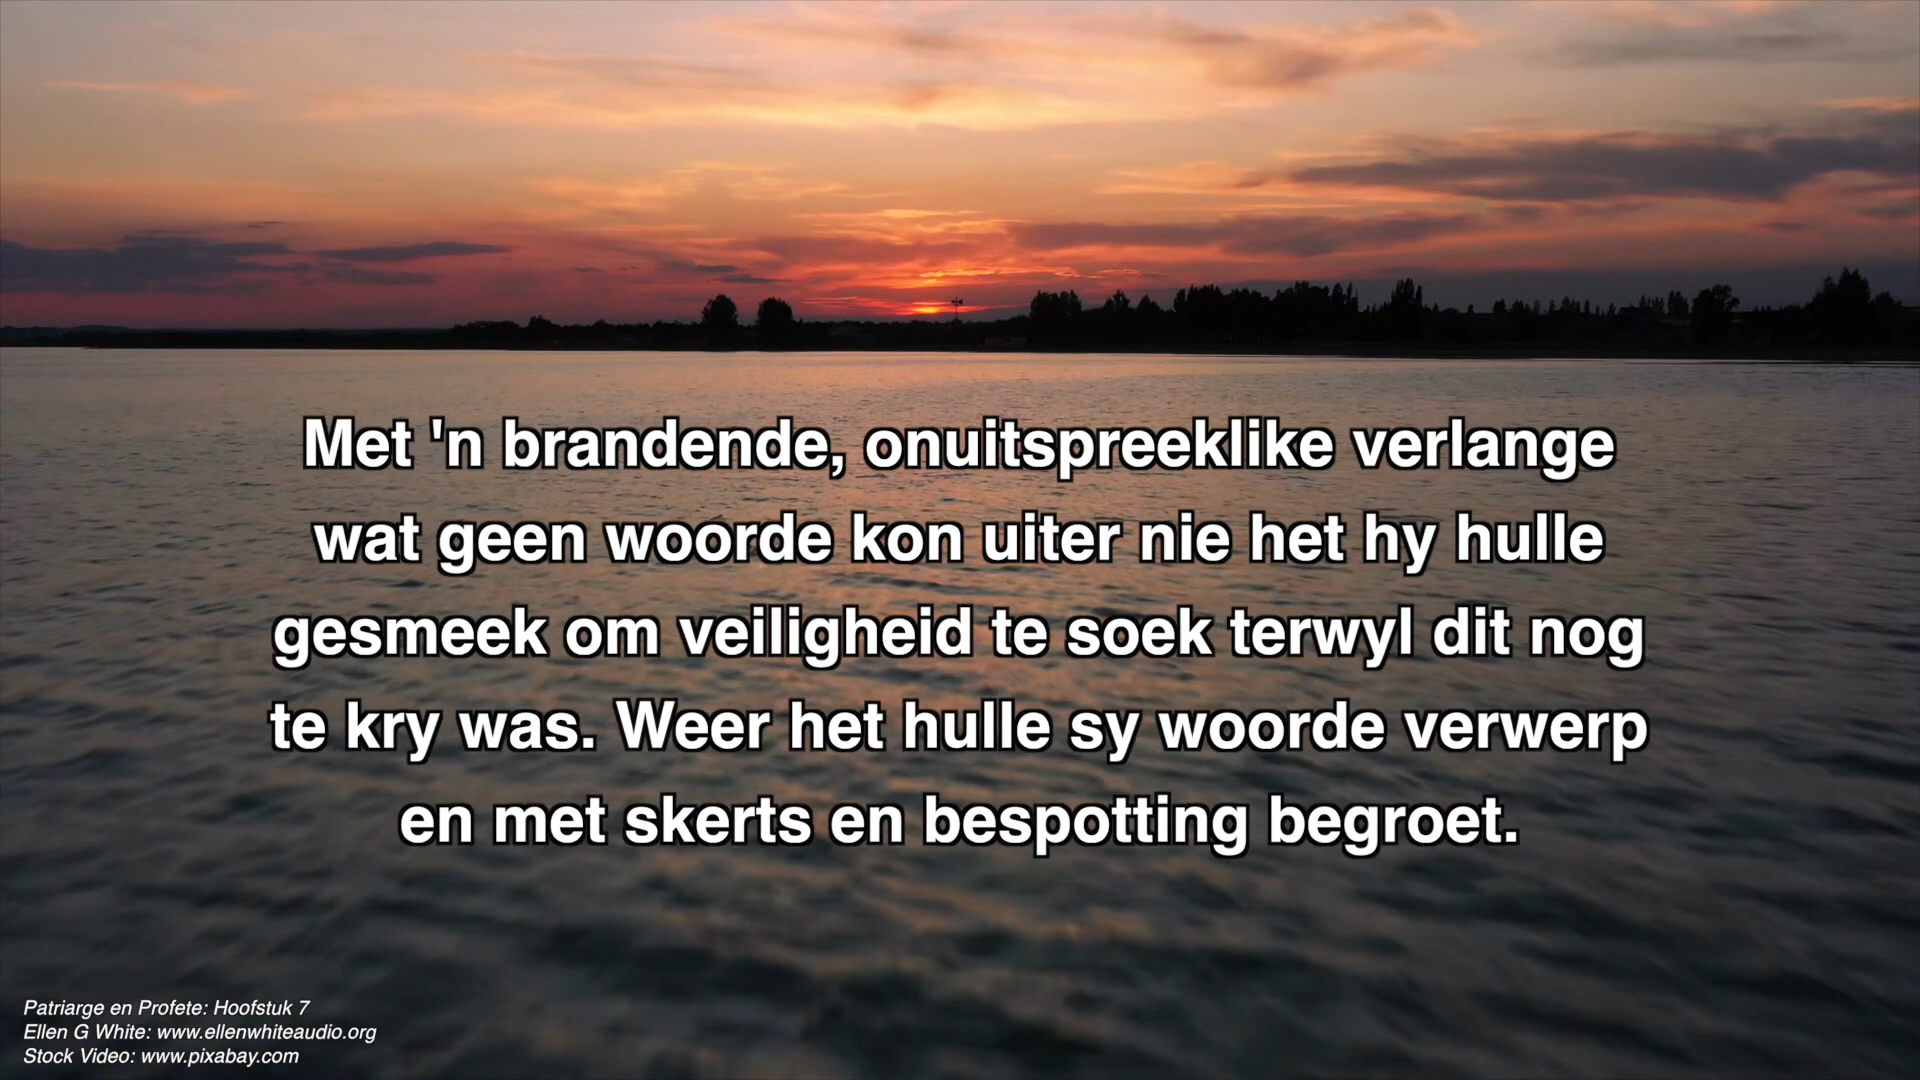 Met 'n brandende, onuitspreeklike verlange
wat geen woorde kon uiter nie het hy hulle
gesmeek om veiligheid te soek terwyl dit nog
te kry was. Weer het hulle sy woorde verwerp
en met skerts en bespotting begroet.
Patriarge en Profete: Hoofstuk 7
Ellen G White: www.ellenwhiteaudio.org
Stock Video: www.pixabay.com